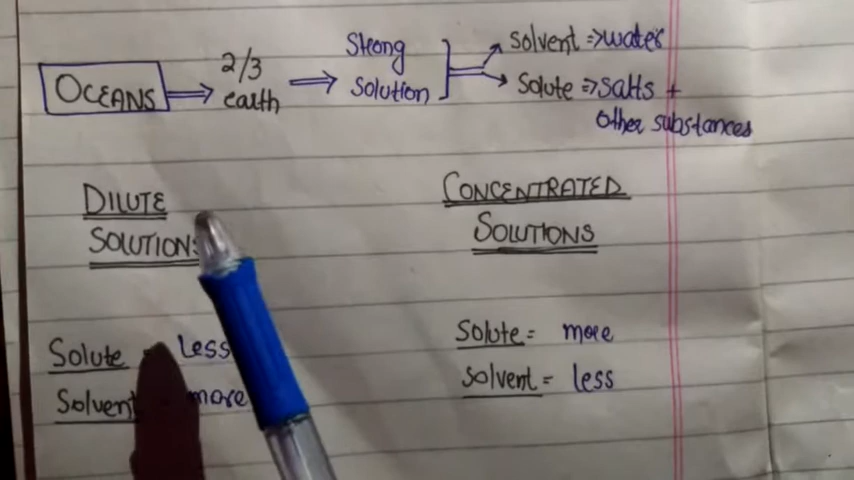 OCEANS ⇒ 2/3 earth ⇒ Strong Solution
Solvent ⇒ water
Solute ⇒ salts +
other substances
DILUTE
SOLUTIONS
Solute = Less
Solvent = more
CONCENTRATED
SOLUTIONS
Solute = more
Solvent = less